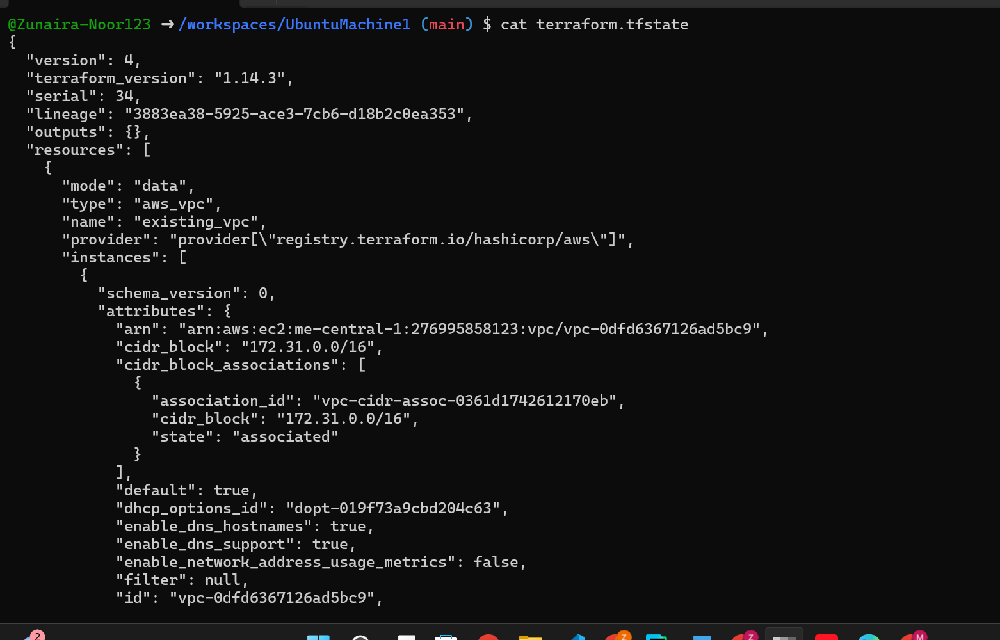 @Zunaira-Noor123 ➜ /workspaces/UbuntuMachine1 (main) $ cat terraform.tfstate
{
  "version": 4,
  "terraform_version": "1.14.3",
  "serial": 34,
  "lineage": "3883ea38-5925-ace3-7cb6-d18b2c0ea353",
  "outputs": {},
  "resources": [
    {
      "mode": "data",
      "type": "aws_vpc",
      "name": "existing_vpc",
      "provider": "provider[\"registry.terraform.io/hashicorp/aws\"]",
      "instances": [
        {
          "schema_version": 0,
          "attributes": {
            "arn": "arn:aws:ec2:me-central-1:276995858123:vpc/vpc-0dfd6367126ad5bc9",
            "cidr_block": "172.31.0.0/16",
            "cidr_block_associations": [
              {
                "association_id": "vpc-cidr-assoc-0361d1742612170eb",
                "cidr_block": "172.31.0.0/16",
                "state": "associated"
              }
            ],
            "default": true,
            "dhcp_options_id": "dopt-019f73a9cbd204c63",
            "enable_dns_hostnames": true,
            "enable_dns_support": true,
            "enable_network_address_usage_metrics": false,
            "filter": null,
            "id": "vpc-0dfd6367126ad5bc9",
2 Z Z M